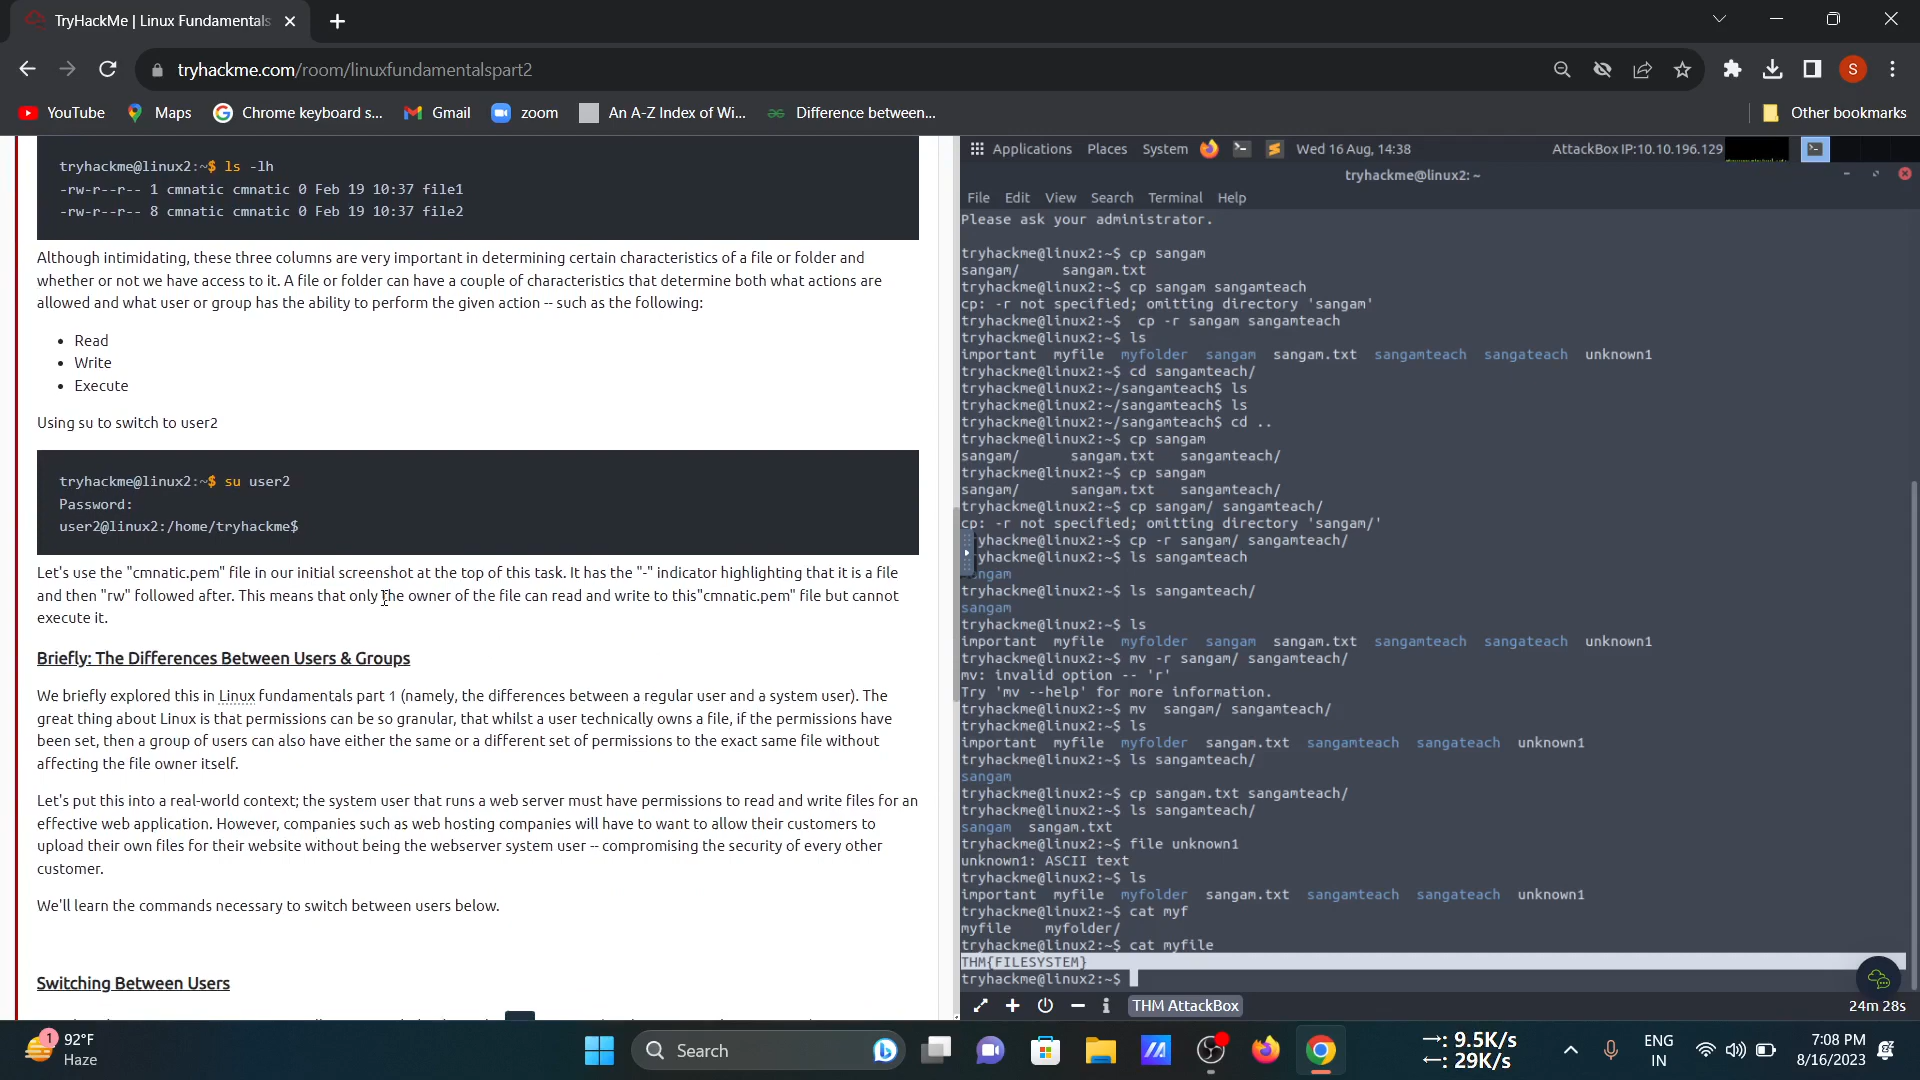 TryHackMe | Linux Fundamentals
tryhackme.com/room/linuxfundamentalspart2
S
YouTube
Maps
Chrome keyboard s...
Gmail
zoom
An A-Z Index of Wi...
Difference between...
Other bookmarks
tryhackme@linux2:~$ ls -lh
-rw-r--r-- 1 cmnatic cmnatic 0 Feb 19 10:37 file1
-rw-r--r-- 8 cmnatic cmnatic 0 Feb 19 10:37 file2
Although intimidating, these three columns are very important in determining certain characteristics of a file or folder and
whether or not we have access to it. A file or folder can have a couple of characteristics that determine both what actions are
allowed and what user or group has the ability to perform the given action -- such as the following:
• Read
• Write
• Execute
Using su to switch to user2
tryhackme@linux2:~$ su user2
Password:
user2@linux2:/home/tryhackme$
Let's use the "cmnatic.pem" file in our initial screenshot at the top of this task. It has the "-" indicator highlighting that it is a file
and then "rw" followed after. This means that only the owner of the file can read and write to this"cmnatic.pem" file but cannot
execute it.
Briefly: The Differences Between Users & Groups
We briefly explored this in Linux fundamentals part 1 (namely, the differences between a regular user and a system user). The
great thing about Linux is that permissions can be so granular, that whilst a user technically owns a file, if the permissions have
been set, then a group of users can also have either the same or a different set of permissions to the exact same file without
affecting the file owner itself.
Let's put this into a real-world context; the system user that runs a web server must have permissions to read and write files for an
effective web application. However, companies such as web hosting companies will have to want to allow their customers to
upload their own files for their website without being the webserver system user -- compromising the security of every other
customer.
We'll learn the commands necessary to switch between users below.
Switching Between Users
Applications Places System Wed 16 Aug, 14:38 AttackBox IP:10.10.196.129
tryhackme@linux2: ~
File Edit View Search Terminal Help
Please ask your administrator.
tryhackme@linux2:~$ cp sangam
sangam/ sangam.txt
tryhackme@linux2:~$ cp sangam sangamteach
cp: -r not specified; omitting directory 'sangam'
tryhackme@linux2:~$  cp -r sangam sangamteach
tryhackme@linux2:~$ ls
important myfile myfolder sangam sangam.txt sangamteach sangateach unknown1
tryhackme@linux2:~$ cd sangamteach/
tryhackme@linux2:~/sangamteach$ ls
tryhackme@linux2:~/sangamteach$ ls
tryhackme@linux2:~/sangamteach$ cd ..
tryhackme@linux2:~$ cp sangam
sangam/ sangam.txt sangamteach/
tryhackme@linux2:~$ cp sangam
sangam/ sangam.txt sangamteach/
tryhackme@linux2:~$ cp sangam/ sangamteach/
cp: -r not specified; omitting directory 'sangam/'
yhackme@linux2:~$ cp -r sangam/ sangamteach/
yhackme@linux2:~$ ls sangamteach
ngam
tryhackme@linux2:~$ ls sangamteach/
sangam
tryhackme@linux2:~$ ls
important myfile myfolder sangam sangam.txt sangamteach sangateach unknown1
tryhackme@linux2:~$ mv -r sangam/ sangamteach/
mv: invalid option -- 'r'
Try 'mv --help' for more information.
tryhackme@linux2:~$ mv  sangam/ sangamteach/
tryhackme@linux2:~$ ls
important myfile myfolder sangam.txt sangamteach sangateach unknown1
tryhackme@linux2:~$ ls sangamteach/
sangam
tryhackme@linux2:~$ cp sangam.txt sangamteach/
tryhackme@linux2:~$ ls sangamteach/
sangam sangam.txt
tryhackme@linux2:~$ file unknown1
unknown1: ASCII text
tryhackme@linux2:~$ ls
important myfile myfolder sangam.txt sangamteach sangateach unknown1
tryhackme@linux2:~$ cat myf
myfile myfolder/
tryhackme@linux2:~$ cat myfile
THM{FILESYSTEM}
tryhackme@linux2:~$
THM AttackBox
24m 28s
1
92°F
Haze
Search
9.5K/s
29K/s
ENG
IN
7:08 PM
8/16/2023